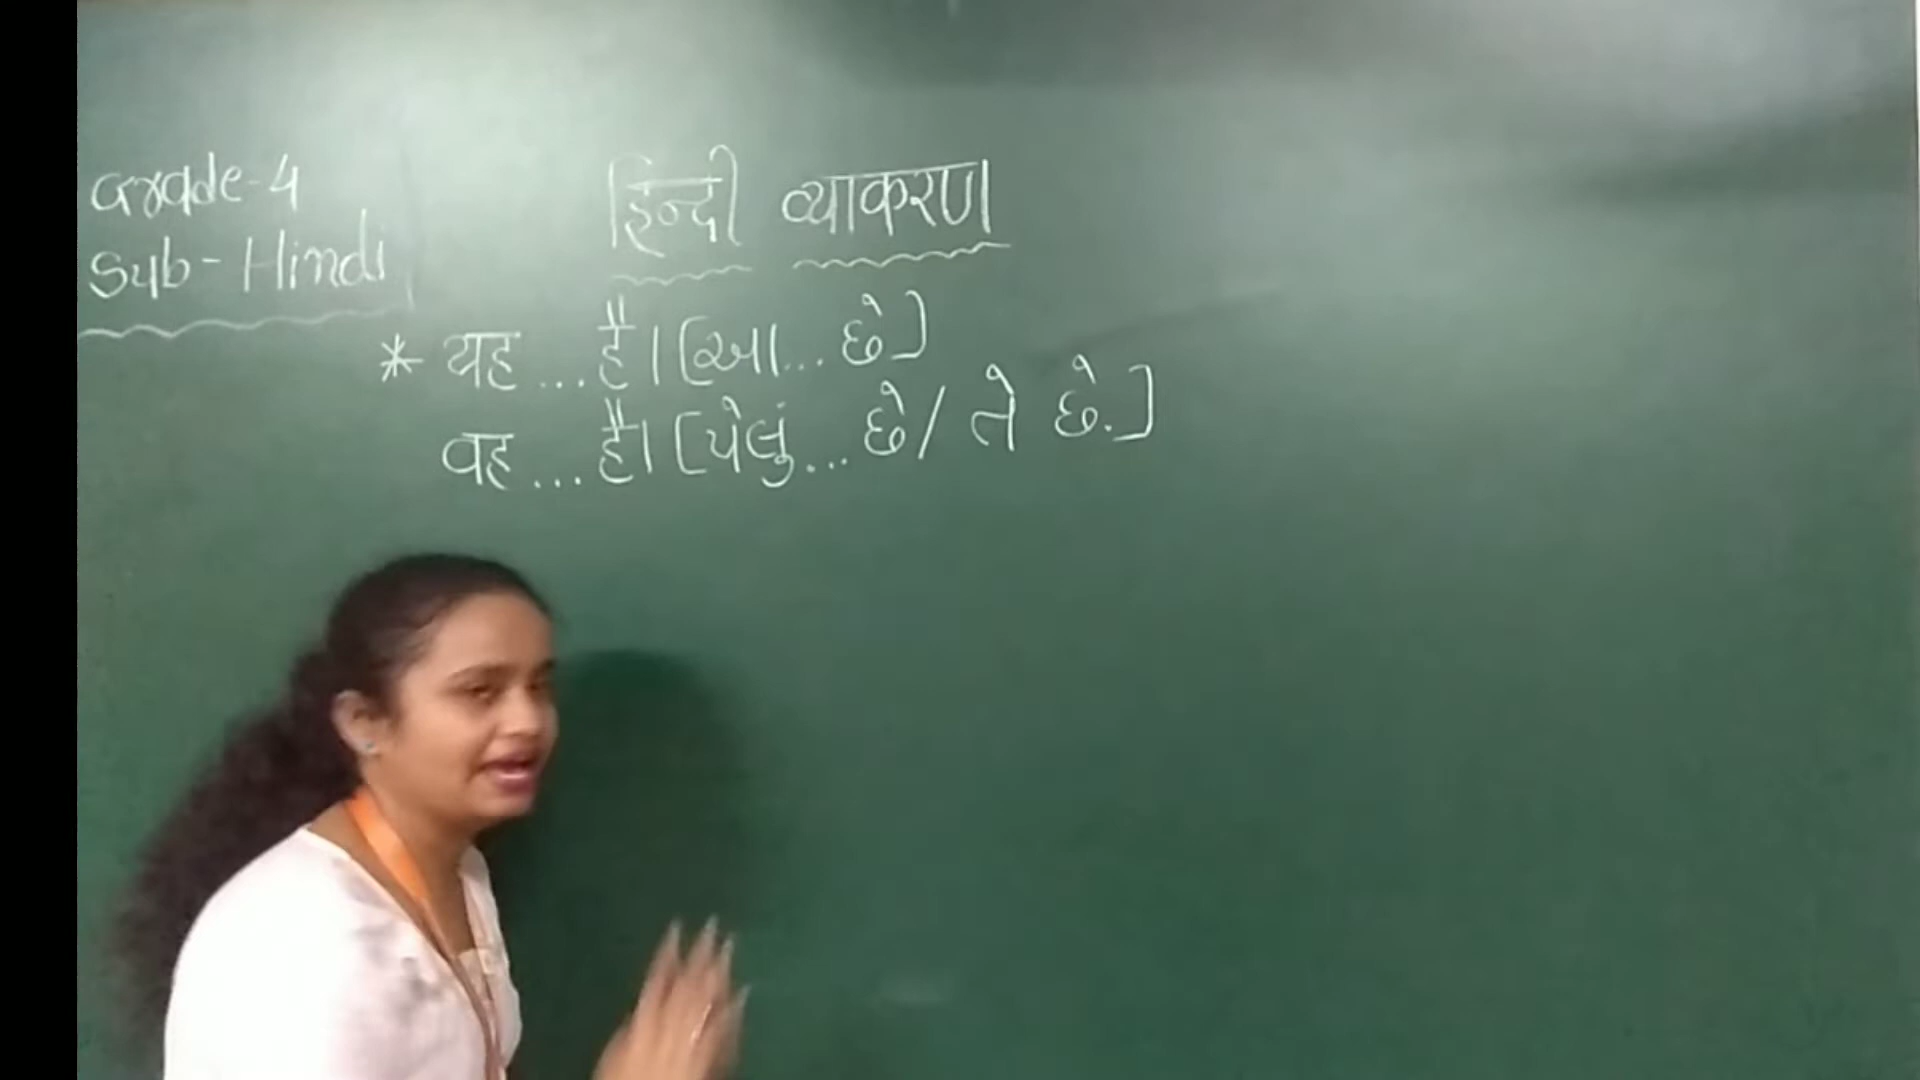 Grade-4
Sub-Hindi
हिन्दी व्याकरण
* यह ... है। [આ... છે]
वह ... है। [પેલું... છે/ તે છે.]